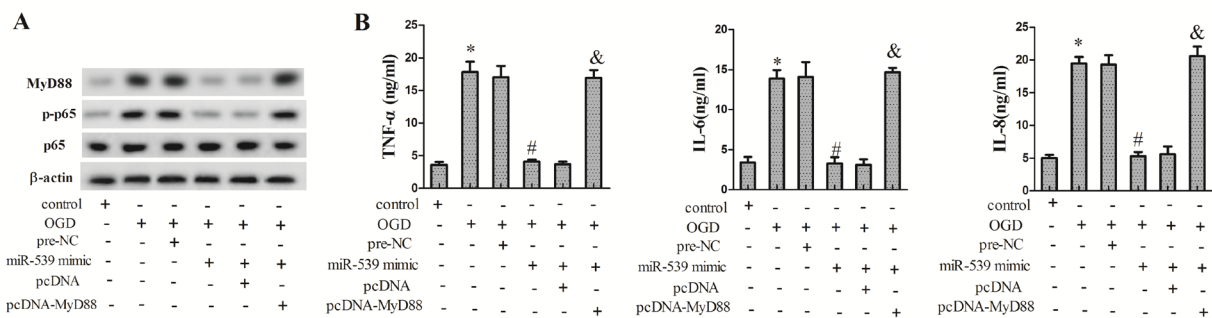 A
MyD88
p-p65
p65
β-actin
control + - - - - -
OGD - + + + + +
pre-NC - - + - - -
miR-539 mimic - - - + + +
pcDNA - - - - + -
pcDNA-MyD88 - - - - - +
B
TNF-α (ng/ml)
25
20
15
10
5
0
* # &
control + - - - - -
OGD - + + + + +
pre-NC - - + - - -
miR-539 mimic - - - + + +
pcDNA - - - - + -
pcDNA-MyD88 - - - - - +
IL-6(ng/ml)
20
15
10
5
0
* # &
control + - - - - -
OGD - + + + + +
pre-NC - - + - - -
miR-539 mimic - - - + + +
pcDNA - - - - + -
pcDNA-MyD88 - - - - - +
IL-8(ng/ml)
25
20
15
10
5
0
* # &
control + - - - - -
OGD - + + + + +
pre-NC - - + - - -
miR-539 mimic - - - + + +
pcDNA - - - - + -
pcDNA-MyD88 - - - - - +